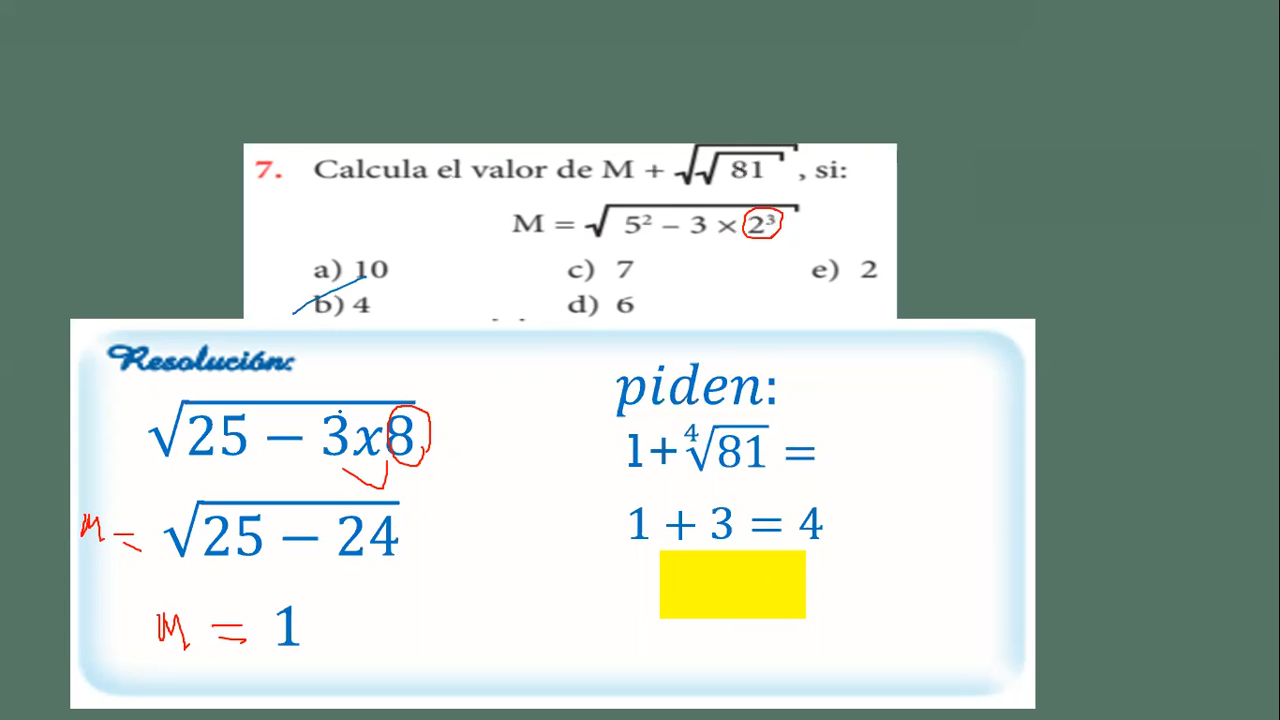 7. Calcula el valor de M + √√81 , si:
M = √5² – 3 × 2³
a) 10 c) 7 e) 2
b) 4 d) 6
Resolución:
√25 − 3x8
M = √25 − 24
M = 1
piden:
1+⁴√81 =
1 + 3 = 4